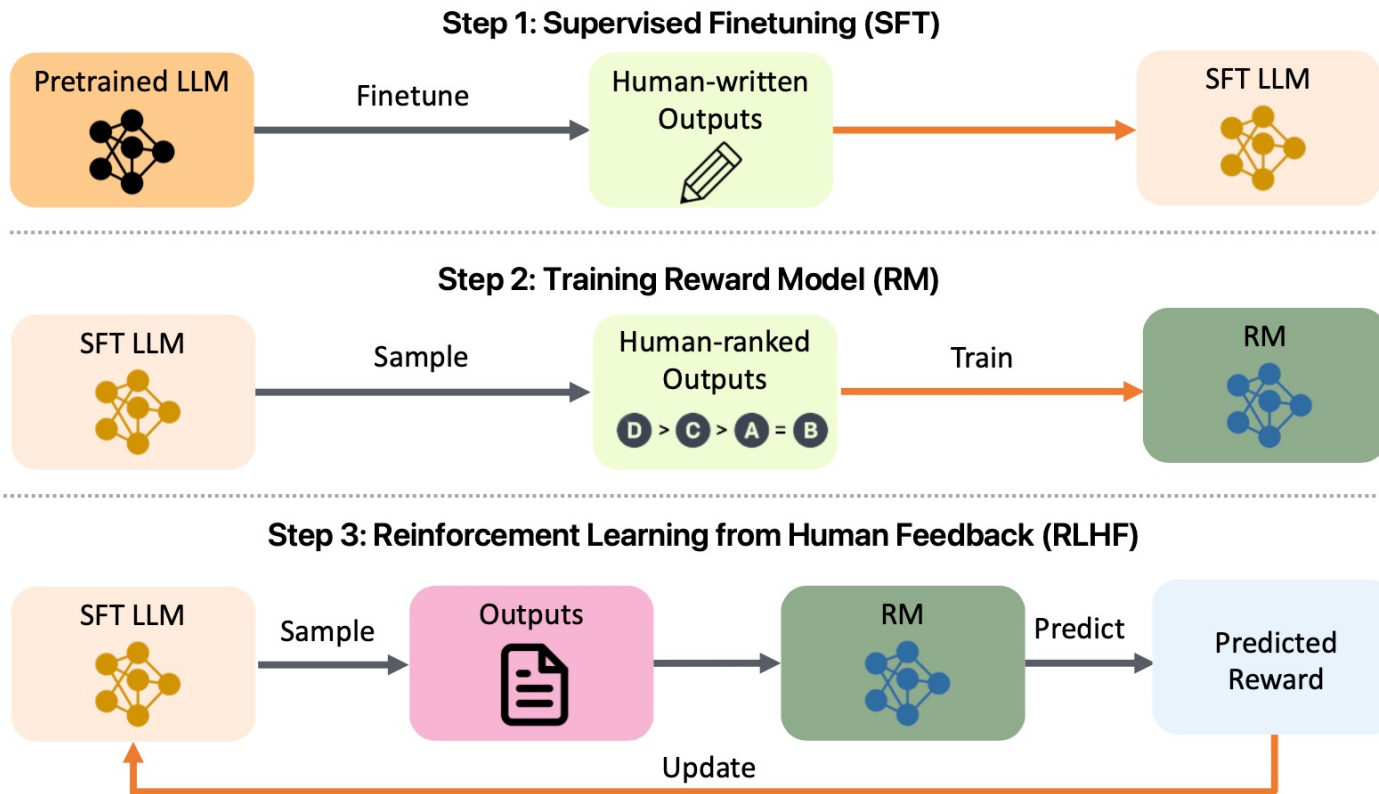 Step 1: Supervised Finetuning (SFT)
Pretrained LLM
Finetune
Human-written
Outputs
SFT LLM
Step 2: Training Reward Model (RM)
SFT LLM
Sample
Human-ranked
Outputs
D > C > A = B
Train
RM
Step 3: Reinforcement Learning from Human Feedback (RLHF)
SFT LLM
Sample
Outputs
RM
Predict
Predicted
Reward
Update